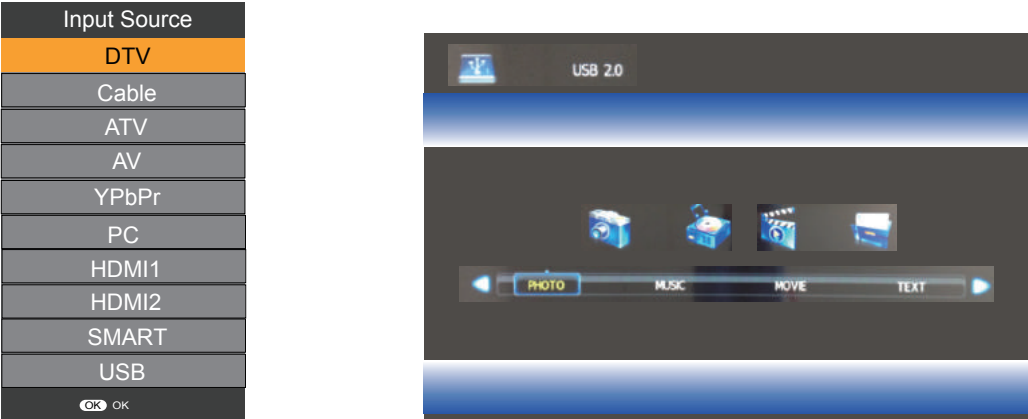 Input Source
DTV
Cable
ATV
AV
YPbPr
PC
HDMI1
HDMI2
SMART
USB
OK OK
USB 2.0
PHOTO MUSIC MOVIE TEXT